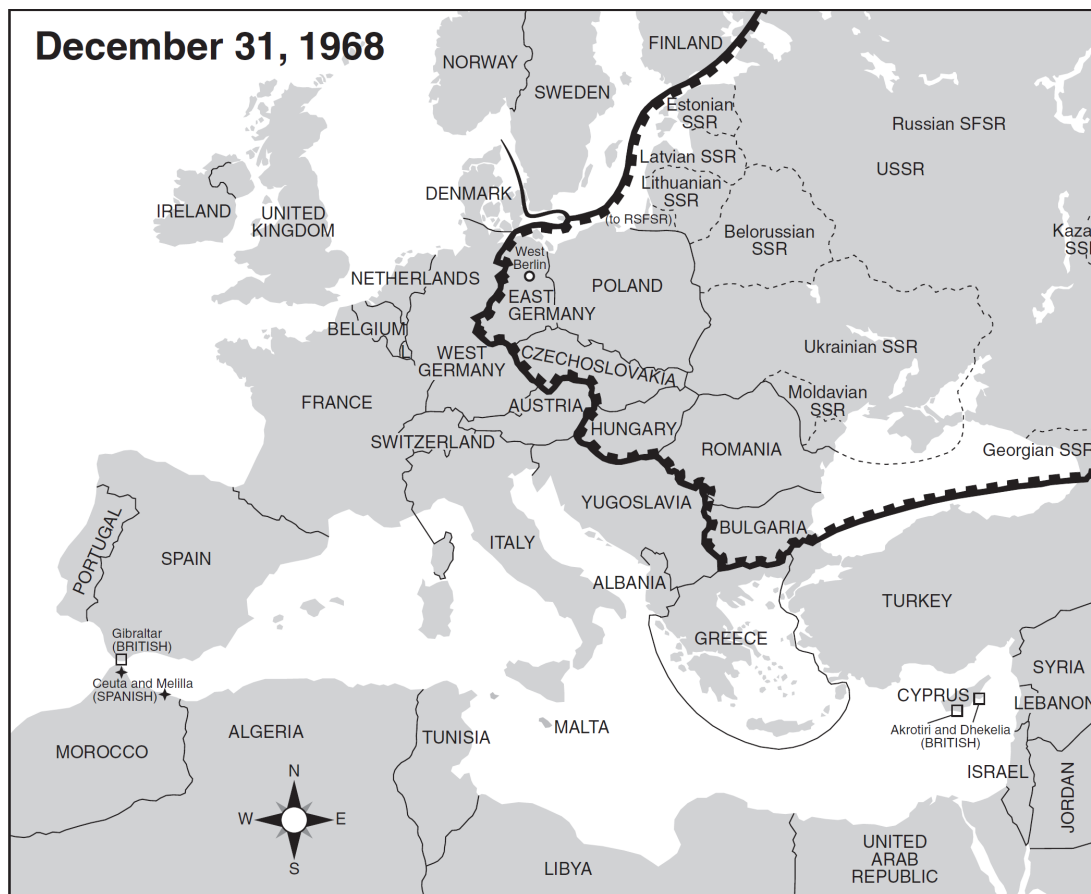 December 31, 1968
NORWAY
FINLAND
SWEDEN
Estonian
SSR
Russian SFSR
USSR
Latvian SSR
Lithuanian
SSR
DENMARK
(to RSFSR)
IRELAND
UNITED
KINGDOM
Belorussian
SSR
West
Berlin
NETHERLANDS
POLAND
EAST
GERMANY
BELGIUM
L
WEST
GERMANY
CZECHOSLOVAKIA
Ukrainian SSR
Kaza
SS
Moldavian
SSR
FRANCE
AUSTRIA
SWITZERLAND
HUNGARY
ROMANIA
Georgian SSR
YUGOSLAVIA
BULGARIA
ITALY
PORTUGAL
SPAIN
ALBANIA
TURKEY
GREECE
Gibraltar
(BRITISH)
Ceuta and Melilla
(SPANISH)
SYRIA
CYPRUS
LEBANON
Akrotiri and Dhekelia
(BRITISH)
MALTA
ALGERIA
TUNISIA
MOROCCO
ISRAEL
JORDAN
N
W
E
S
LIBYA
UNITED
ARAB
REPUBLIC